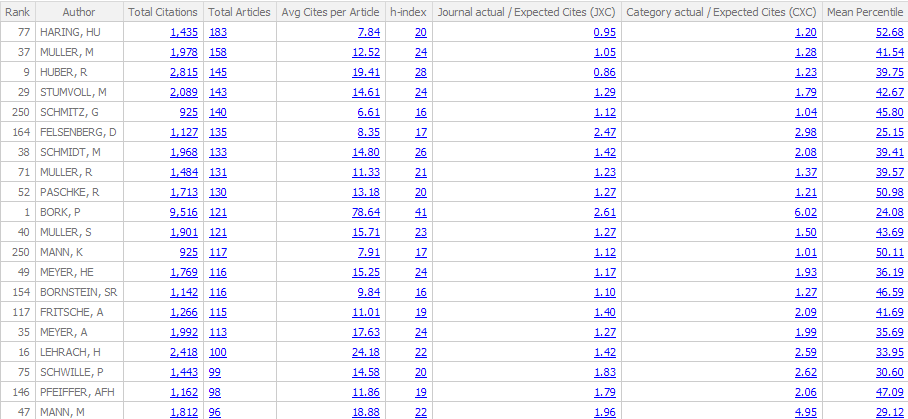 Rank Author Total Citations Total Articles Avg Cites per Article h-index Journal actual / Expected Cites (JXC) Category actual / Expected Cites (CXC) Mean Percentile
77 HARING, HU 1,435 183 7.84 20 0.95 1.20 52.68
37 MULLER, M 1,978 158 12.52 24 1.05 1.28 41.54
9 HUBER, R 2,815 145 19.41 28 0.86 1.23 39.75
29 STUMVOLL, M 2,089 143 14.61 24 1.29 1.79 42.67
250 SCHMITZ, G 925 140 6.61 16 1.12 1.04 45.80
164 FELSENBERG, D 1,127 135 8.35 17 2.47 2.98 25.15
38 SCHMIDT, M 1,968 133 14.80 26 1.42 2.08 39.41
71 MULLER, R 1,484 131 11.33 21 1.23 1.37 39.57
52 PASCHKE, R 1,713 130 13.18 20 1.27 1.21 50.98
1 BORK, P 9,516 121 78.64 41 2.61 6.02 24.08
40 MULLER, S 1,901 121 15.71 23 1.27 1.50 43.69
250 MANN, K 925 117 7.91 17 1.12 1.01 50.11
49 MEYER, HE 1,769 116 15.25 24 1.17 1.93 36.19
154 BORNSTEIN, SR 1,142 116 9.84 16 1.10 1.27 46.59
117 FRITSCHE, A 1,266 115 11.01 19 1.40 2.09 41.69
35 MEYER, A 1,992 113 17.63 24 1.27 1.99 35.69
16 LEHRACH, H 2,418 100 24.18 22 1.42 2.59 33.95
75 SCHWILLE, P 1,443 99 14.58 20 1.83 2.62 30.60
146 PFEIFFER, AFH 1,162 98 11.86 19 1.79 2.06 47.09
47 MANN, M 1,812 96 18.88 22 1.96 4.95 29.12